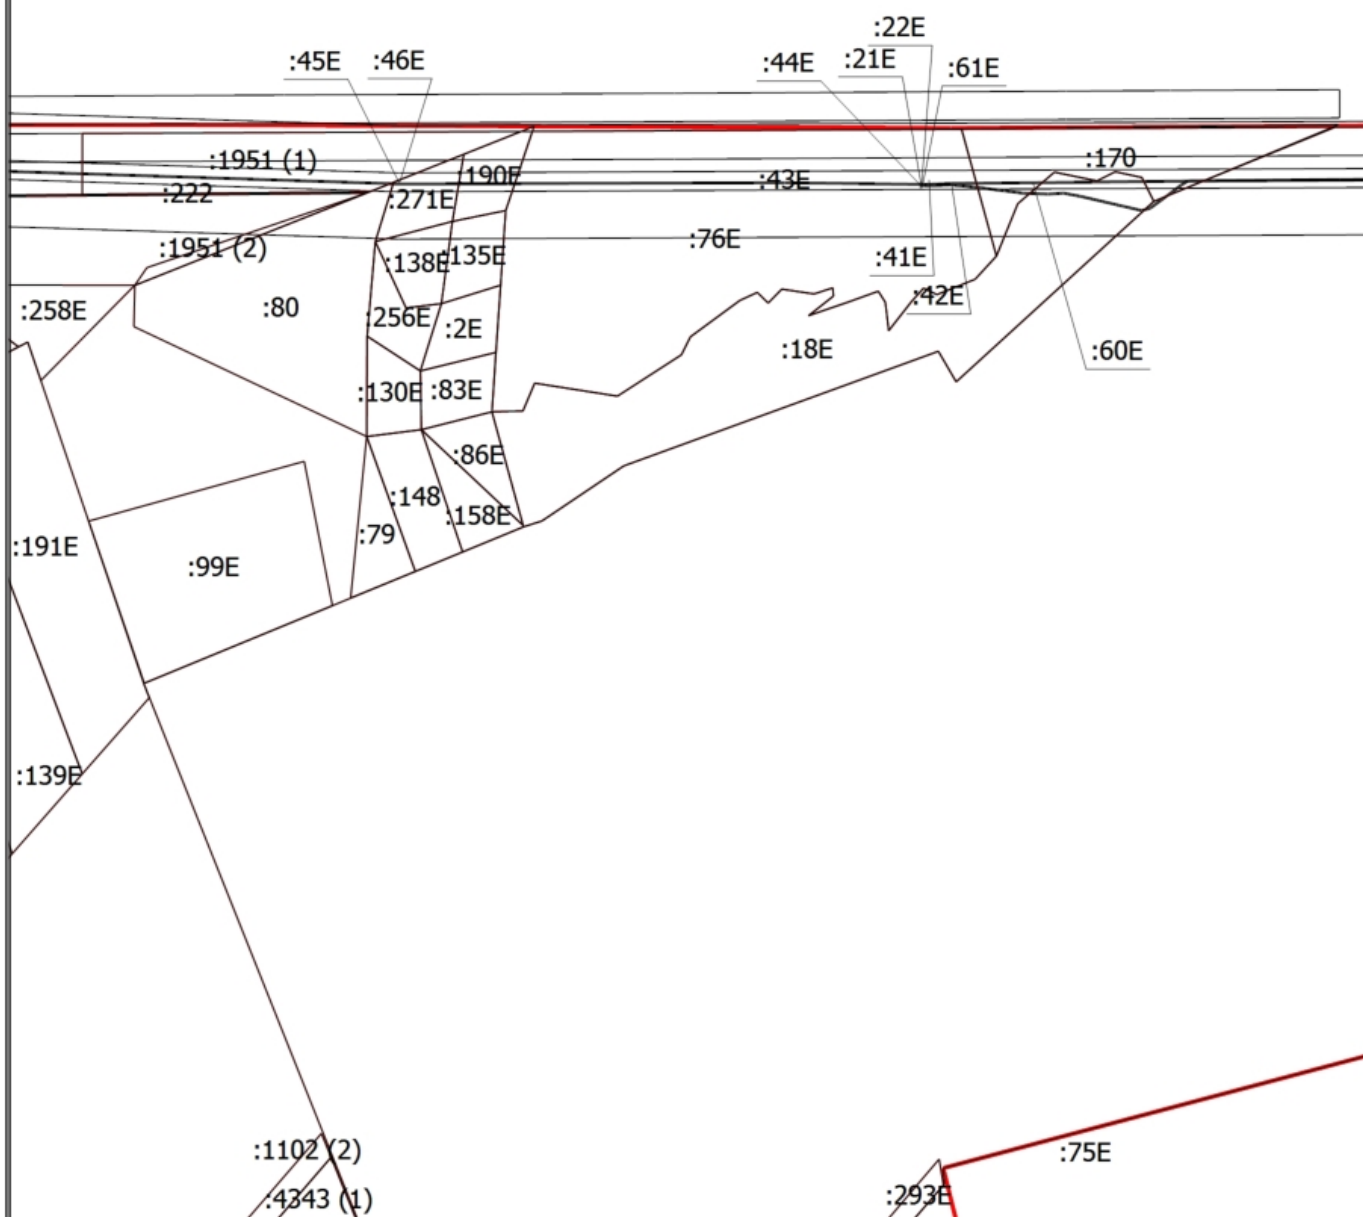 :22E
:45E
:46E
:44E
:21E
:61E
:1951 (1)
:170
:190E
:43E
:222
:271E
:76E
:1951 (2)
:138E
:135E
:41E
:42E
:258E
:80
:256E
:2E
:18E
:60E
:130E
:83E
:86E
:148
:158E
:79
:191E
:99E
:139E
:1102 (2)
:75E
:4343 (1)
:293E